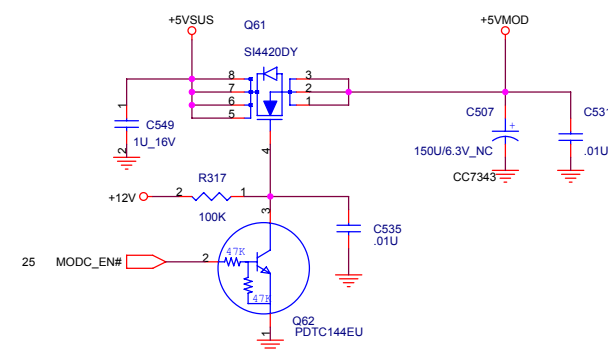 +5VSUS
Q61
+5VMOD
SI4420DY
8
7
6
5
3
2
1
1
2
C549
1U_16V
4
C507
+
150U/6.3V_NC
CC7343
C531
.01U
R317
+12V
2
1
100K
3
C535
.01U
25
MODC_EN#
2
47K
47K
Q62
PDTC144EU
1